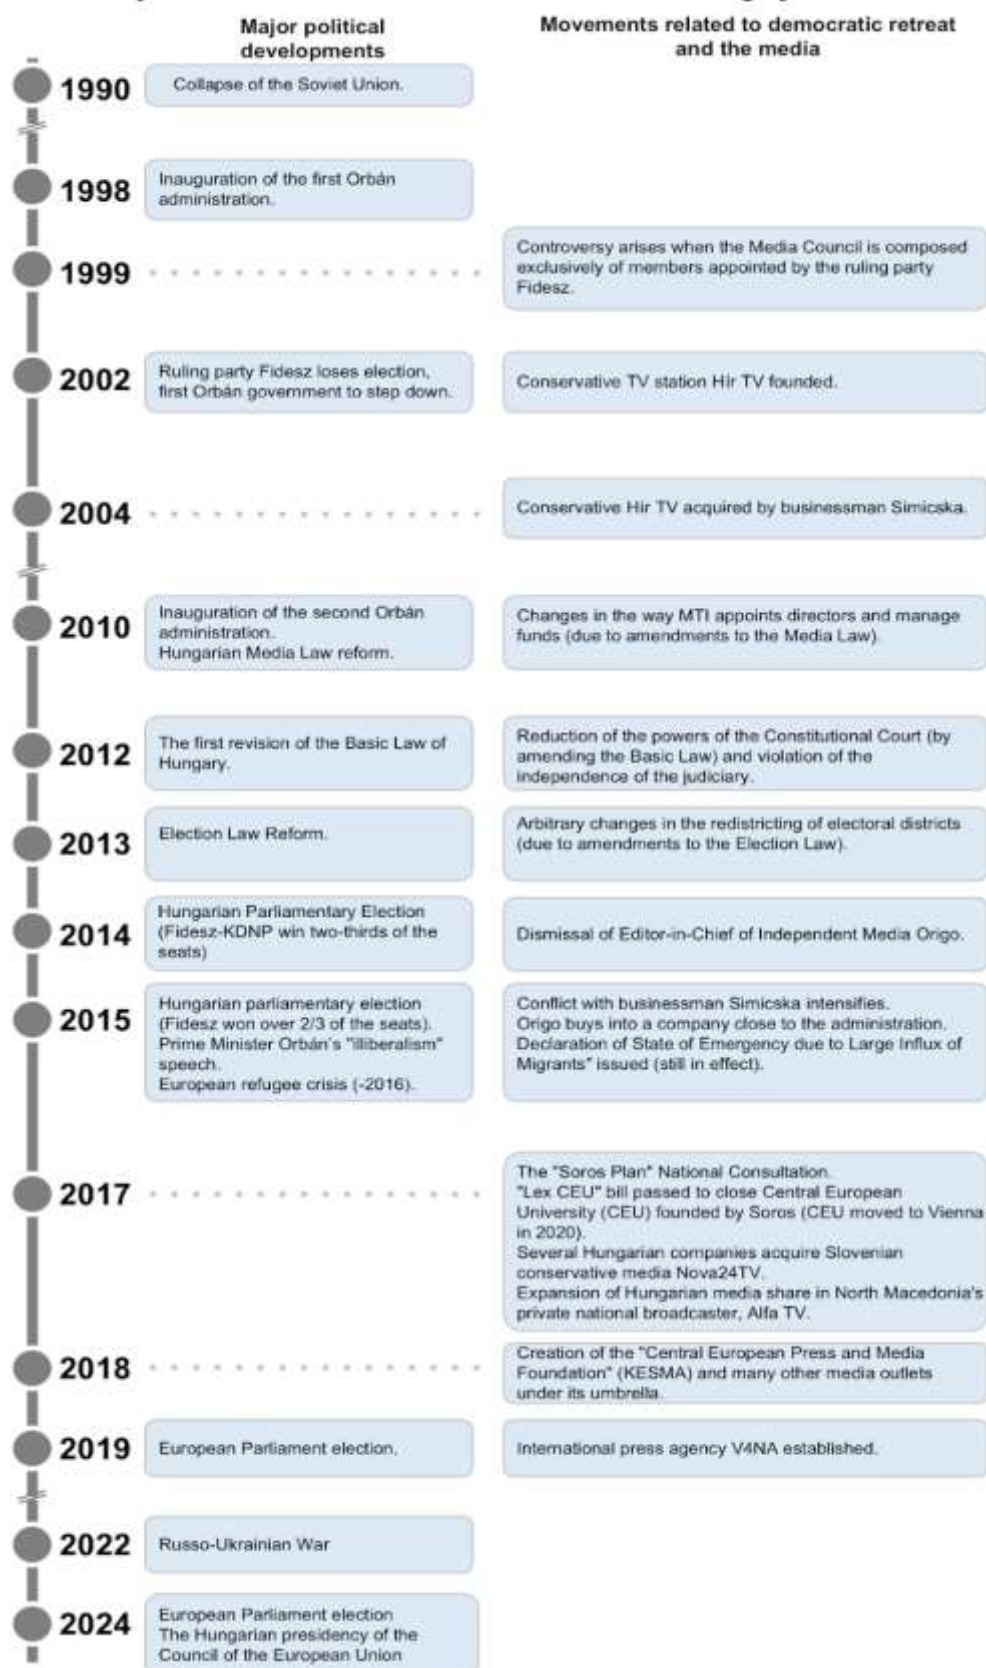 Major political
developments
Movements related to democratic retreat
and the media
1990
Collapse of the Soviet Union.
1998
Inauguration of the first Orbán
administration.
1999
Controversy arises when the Media Council is composed
exclusively of members appointed by the ruling party
Fidesz.
2002
Ruling party Fidesz loses election,
first Orbán government to step down.
Conservative TV station Hír TV founded.
2004
Conservative Hír TV acquired by businessman Simicska.
2010
Inauguration of the second Orbán
administration.
Hungarian Media Law reform.
Changes in the way MTI appoints directors and manage
funds (due to amendments to the Media Law).
2012
The first revision of the Basic Law of
Hungary.
Reduction of the powers of the Constitutional Court (by
amending the Basic Law) and violation of the
independence of the judiciary.
2013
Election Law Reform.
Arbitrary changes in the redistricting of electoral districts
(due to amendments to the Election Law).
2014
Hungarian Parliamentary Election
(Fidesz-KDNP win two-thirds of the
seats)
Dismissal of Editor-in-Chief of Independent Media Origo.
2015
Hungarian parliamentary election
(Fidesz won over 2/3 of the seats).
Prime Minister Orbán's "illiberalism"
speech.
European refugee crisis (-2016).
Conflict with businessman Simicska intensifies.
Origo buys into a company close to the administration.
Declaration of State of Emergency due to Large Influx of
Migrants" issued (still in effect).
2017
The "Soros Plan" National Consultation.
"Lex CEU" bill passed to close Central European
University (CEU) founded by Soros (CEU moved to Vienna
in 2020).
Several Hungarian companies acquire Slovenian
conservative media Nova24TV.
Expansion of Hungarian media share in North Macedonia's
private national broadcaster, Alfa TV.
2018
Creation of the "Central European Press and Media
Foundation" (KESMA) and many other media outlets
under its umbrella.
2019
European Parliament election.
International press agency V4NA established.
2022
Russo-Ukrainian War
2024
European Parliament election
The Hungarian presidency of the
Council of the European Union